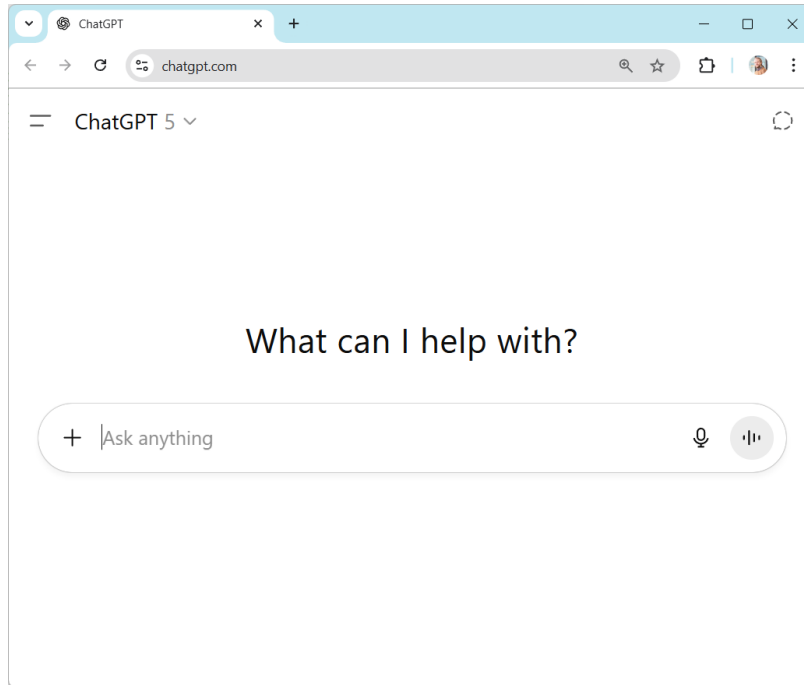 ChatGPT
chatgpt.com
ChatGPT 5
What can I help with?
Ask anything